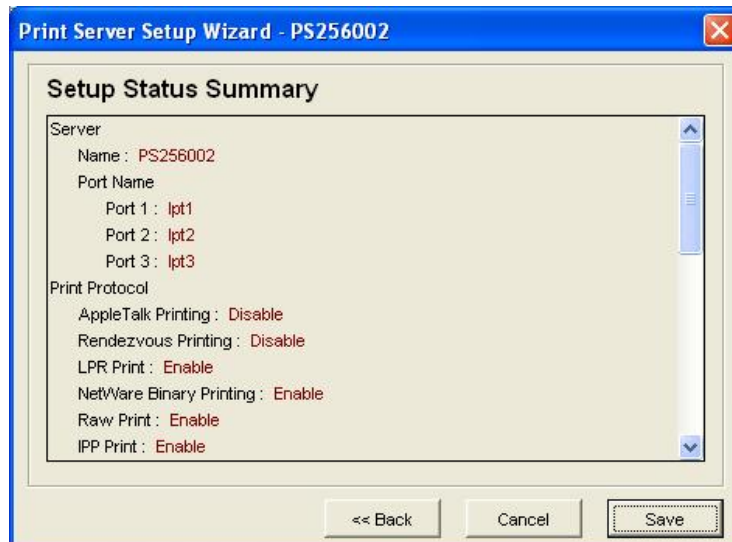 Print Server Setup Wizard - PS256002
Setup Status Summary
Server
Name : PS256002
Port Name
Port 1 : lpt1
Port 2 : lpt2
Port 3 : lpt3
Print Protocol
AppleTalk Printing : Disable
Rendezvous Printing : Disable
LPR Print : Enable
NetWare Binary Printing : Enable
Raw Print : Enable
IPP Print : Enable
<< Back Cancel Save